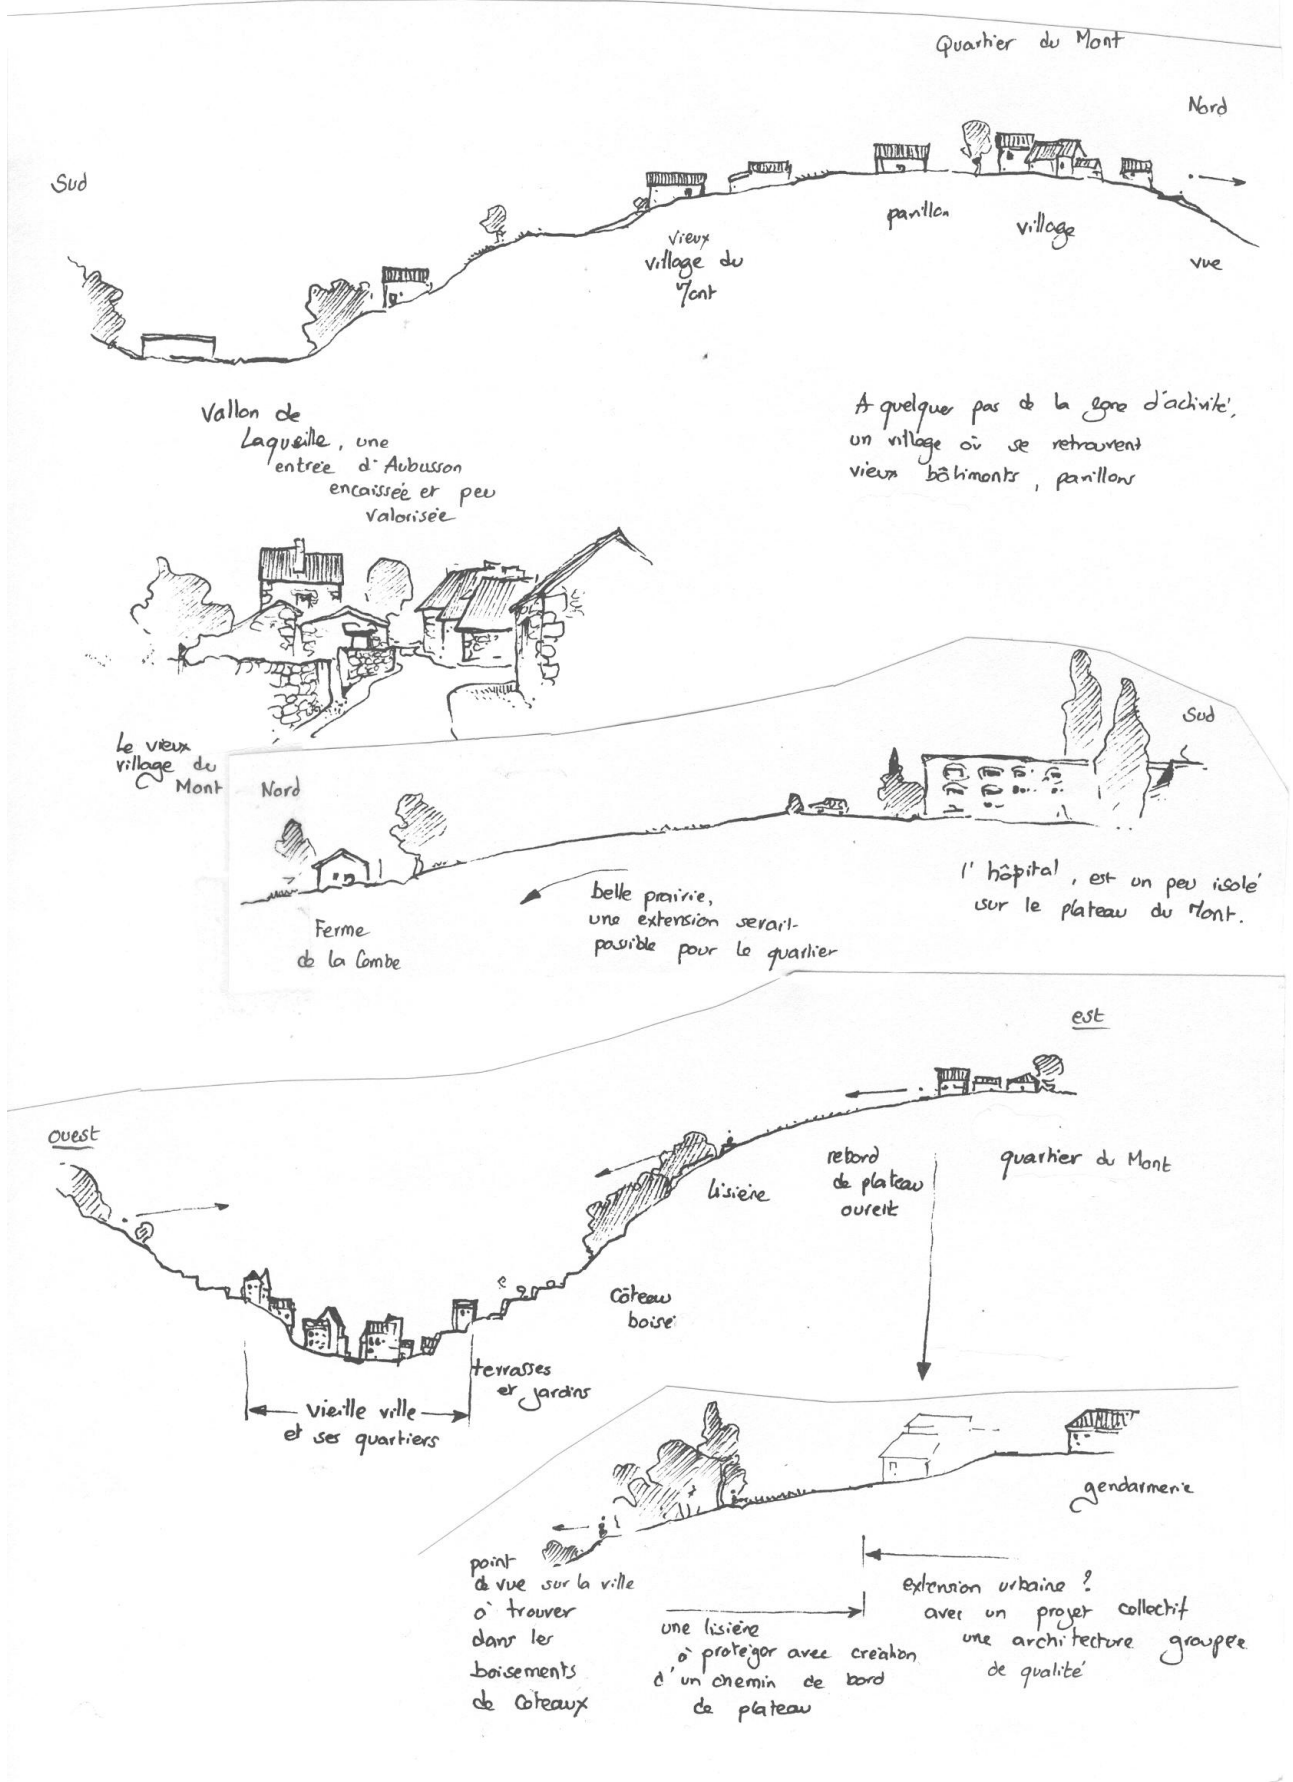 Quartier du Mont
Nord
Sud
pavillon
village
vieux
village du
Mont
vue
Vallon de
Laqueille, une
entrée d'Aubusson
encaissée et peu
valorisée
A quelques pas de la zone d'activité,
un village où se retrouvent
vieux bâtiments, pavillons
Le vieux
village du
Mont
Nord
Sud
Ferme
de la Combe
belle prairie,
une extension serait
possible pour le quartier
l'hôpital, est un peu isolé
sur le plateau du Mont.
est
ouest
rebord
de plateau
ouvert
quartier du Mont
Lisière
Côteau
boisé
terrasses
et jardins
vieille ville
et ses quartiers
gendarmerie
point
de vue sur la ville
à trouver
dans les
boisements
de coteaux
une lisière
à protéger avec création
d'un chemin de bord
de plateau
extension urbaine ?
avec un projet collectif
une architecture groupée
de qualité